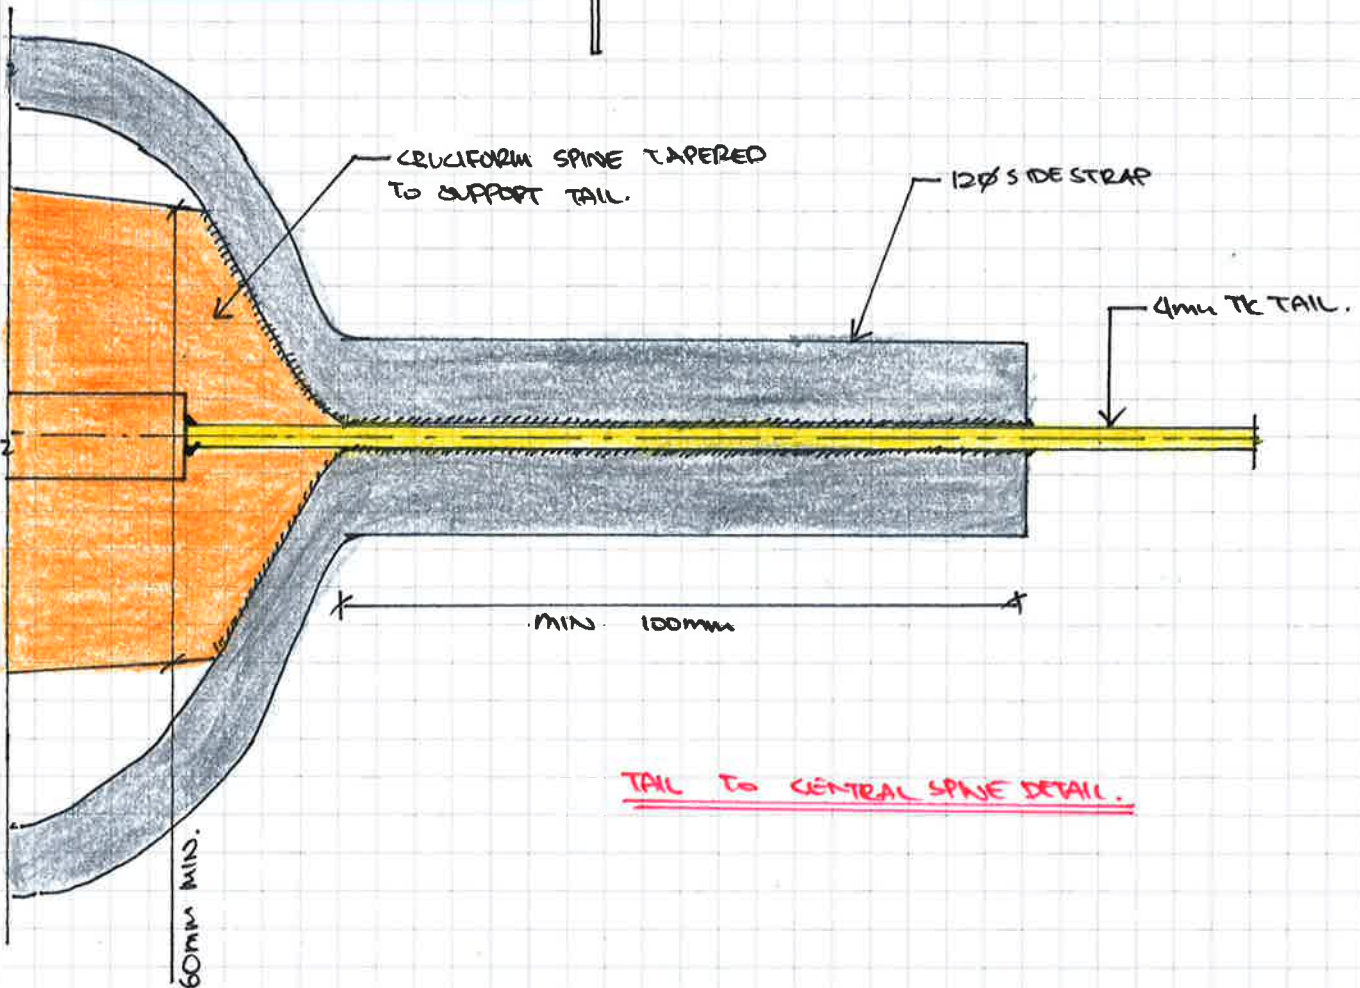 CRUCIFORM SPINE TAPERED
TO SUPPORT TAIL.
12Ø SIDE STRAP
4mm TK TAIL.
MIN 100mm
TAIL TO CENTRAL SPINE DETAIL.
60mm MIN.